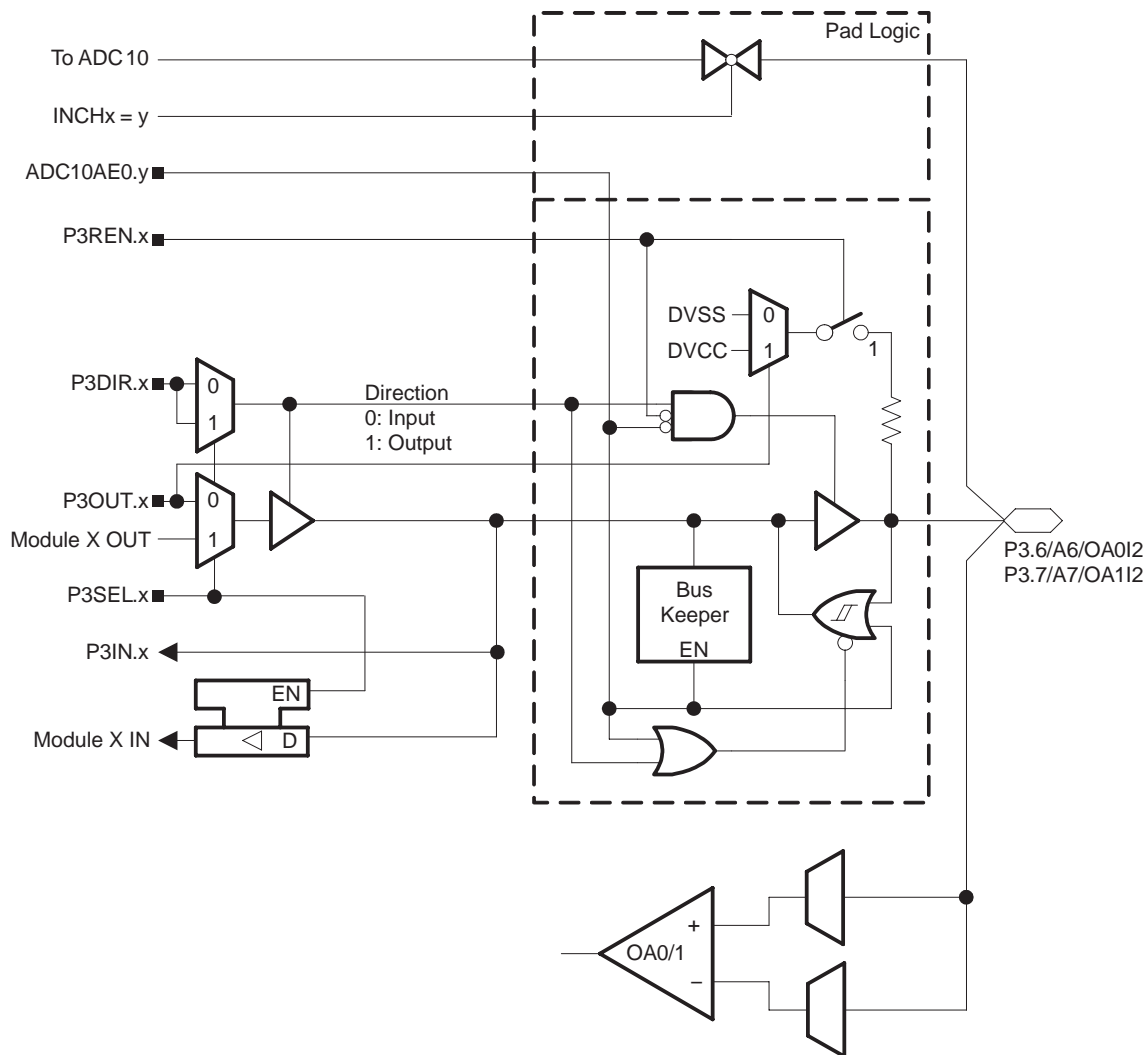 Pad Logic
To ADC10
INCHx = y
ADC10AE0.y
P3REN.x
DVSS
0
DVCC
1
1
P3DIR.x
0
1
Direction
0: Input
1: Output
P3OUT.x
0
Module X OUT
1
P3.6/A6/OA0I2
P3.7/A7/OA1I2
P3SEL.x
Bus
Keeper
EN
P3IN.x
EN
Module X IN
D
+
OA0/1
−